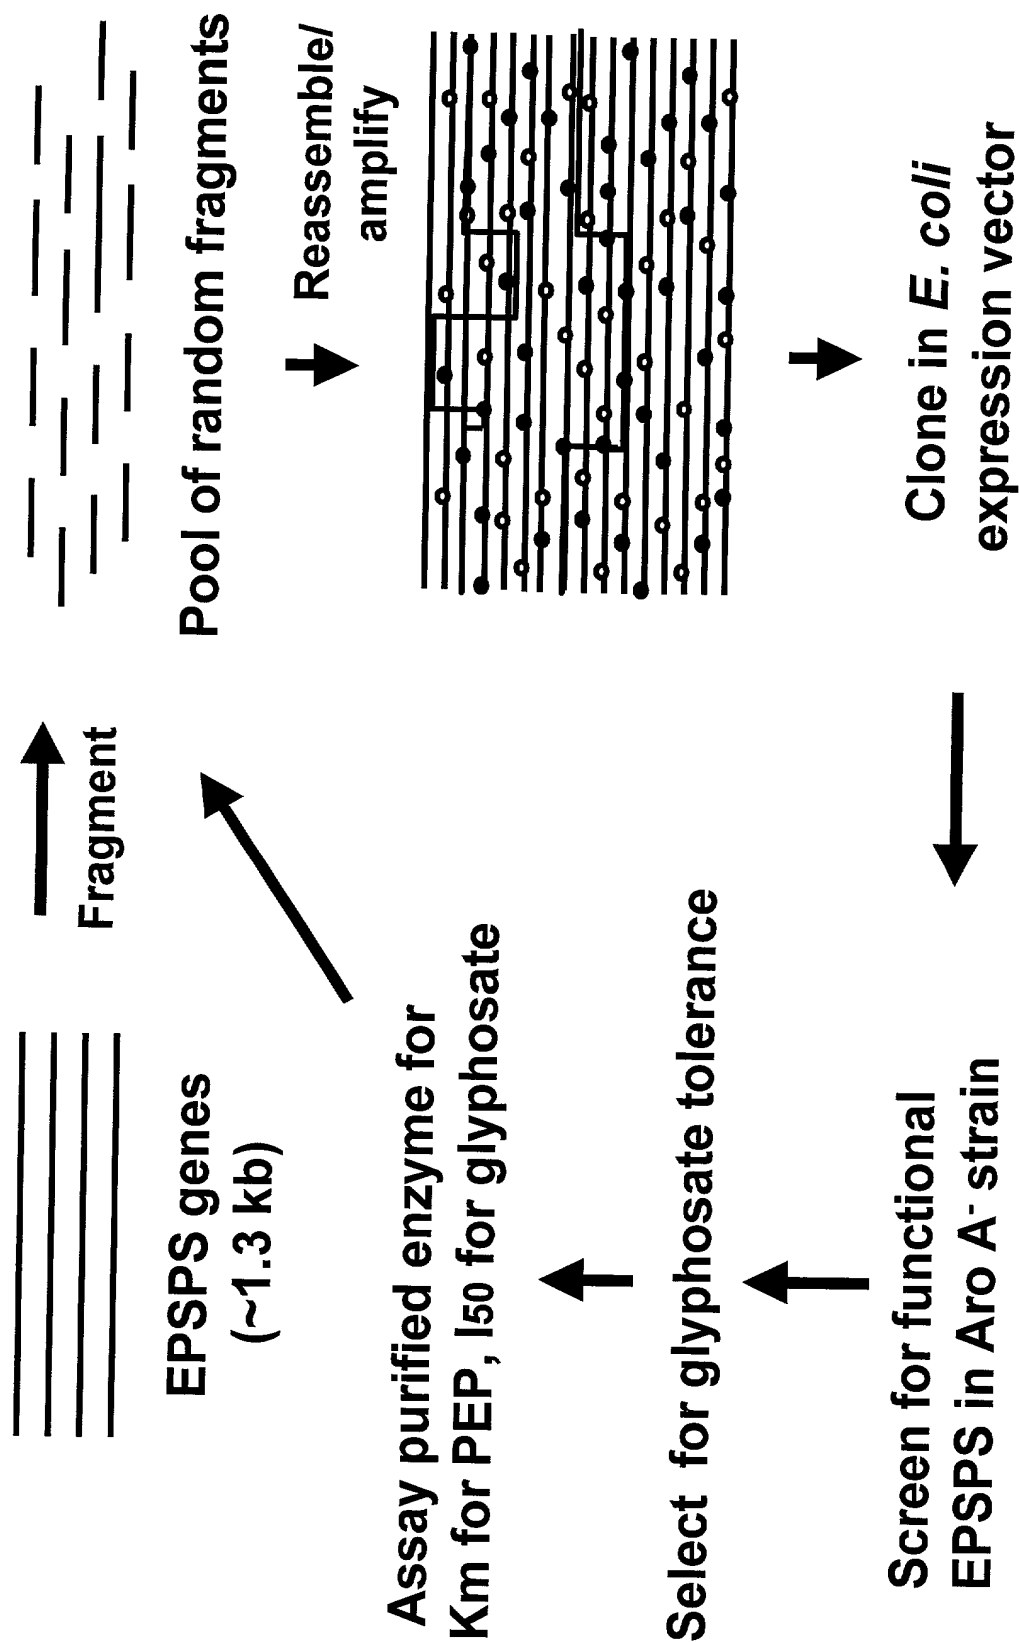 EPSPS genes
(~1.3 kb)
Fragment
Pool of random fragments
Reassemble/
amplify
Clone in E. coli
expression vector
Screen for functional
EPSPS in Aro A- strain
Select for glyphosate tolerance
Assay purified enzyme for
Km for PEP, I50 for glyphosate